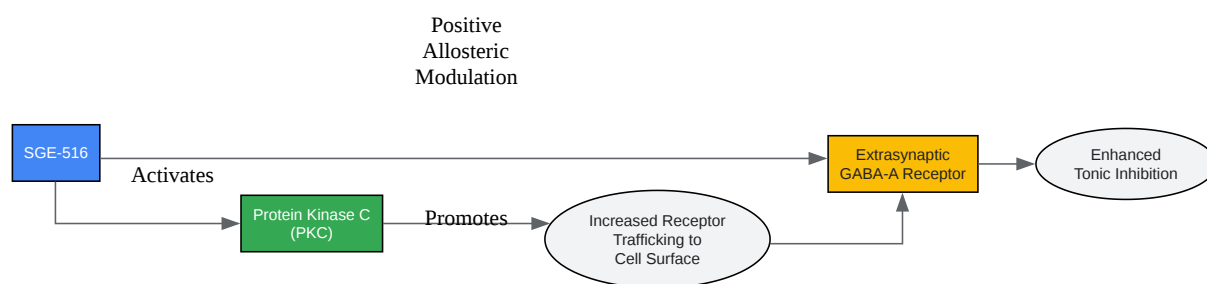 Positive
Allosteric
Modulation
SGE-516
Activates
Protein Kinase C
(PKC)
Promotes
Increased Receptor
Trafficking to
Cell Surface
Extrasynaptic
GABA-A Receptor
Enhanced
Tonic Inhibition